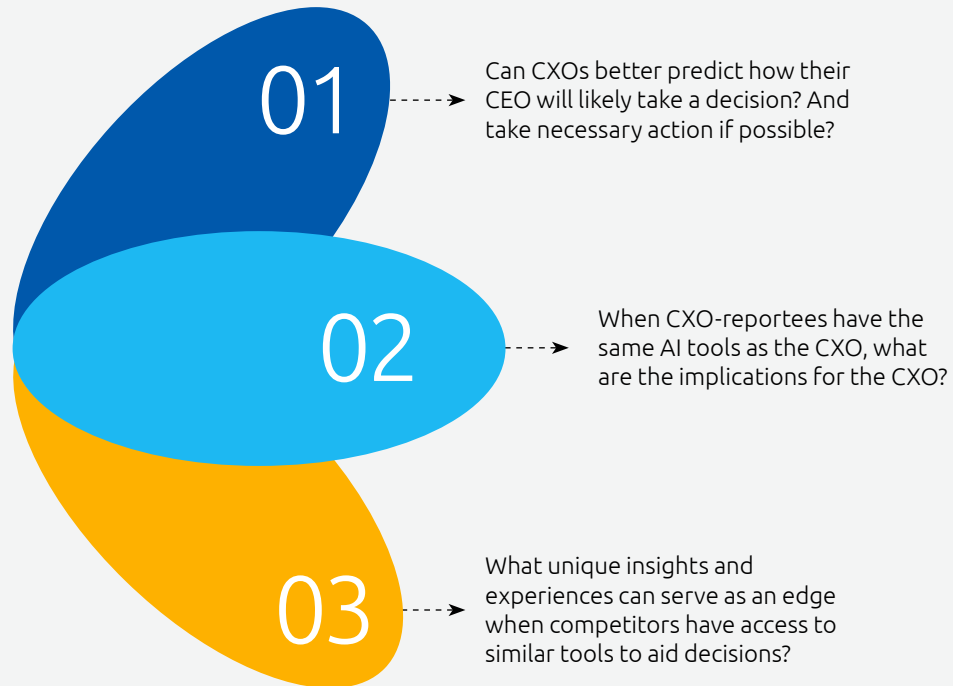 01
Can CXOs better predict how their
CEO will likely take a decision? And
take necessary action if possible?
02
When CXO-reportees have the
same AI tools as the CXO, what
are the implications for the CXO?
03
What unique insights and
experiences can serve as an edge
when competitors have access to
similar tools to aid decisions?